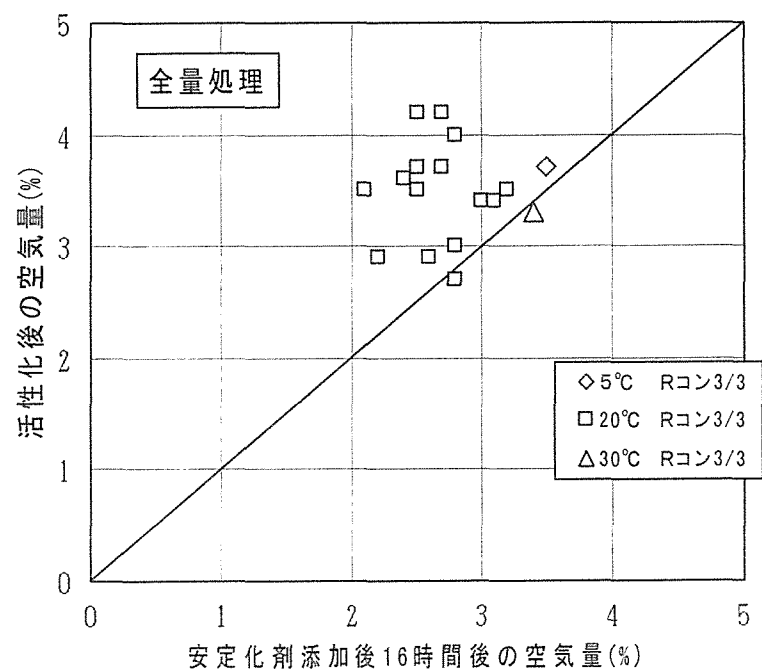 全量処理
活性化後の空気量(%)
5
4
3
2
1
0
◇5℃ Rコン3/3
□20℃ Rコン3/3
△30℃ Rコン3/3
0 1 2 3 4 5
安定化剤添加後16時間後の空気量(%)